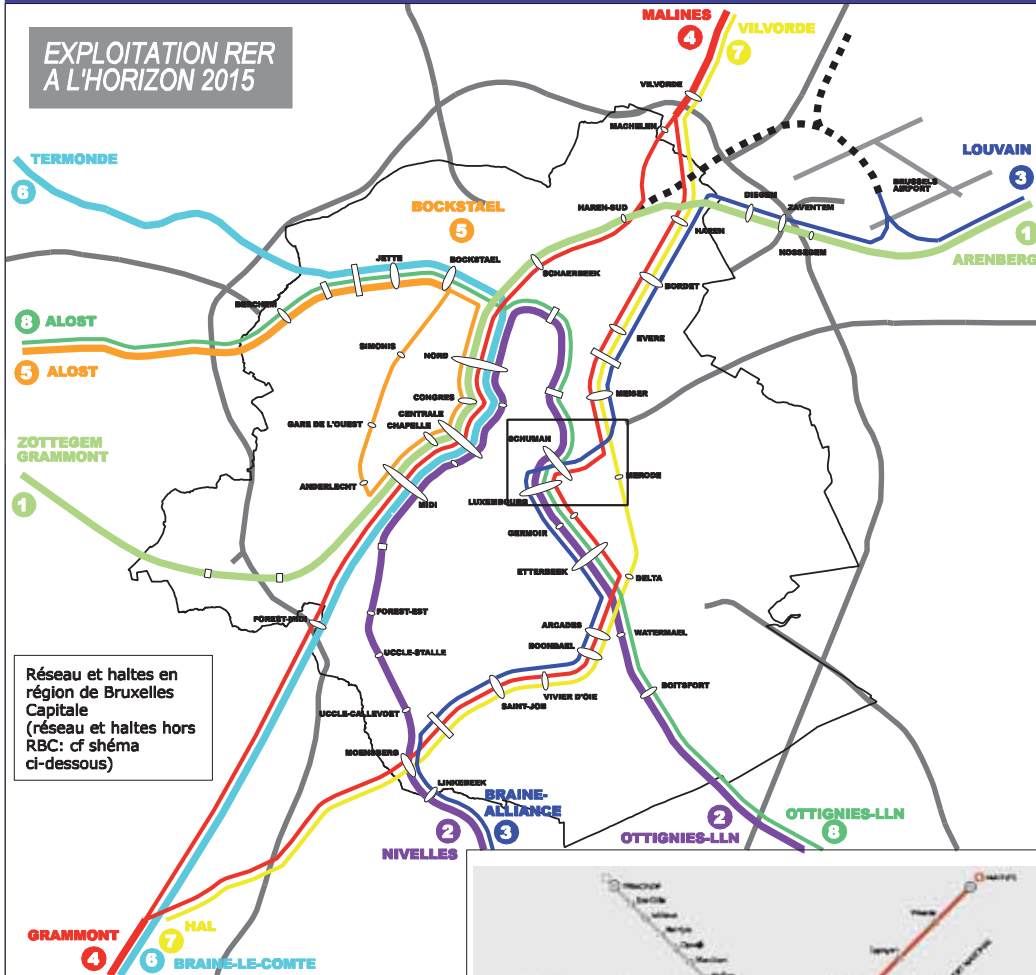 EXPLOITATION RER
A L'HORIZON 2015
MALINES
4
VILVORDE
7
VILVORDE
MACHELEN
TERMONDE
6
LOUVAIN
3
BRUSSELS
AIRPORT
DIEGEM
ZAVENTEM
NOSSEGEM
1
ARENBERG
HAREN-SUD
HAREN
BOCKSTAEL
5
BOCKSTAEL
JETTE
SCHAERBEEK
BORDET
BERCHEM
8 ALOST
5 ALOST
EVERE
SIMONIS
NORD
MEISER
CONGRES
CENTRALE
CHAPELLE
GARE DE L'OUEST
SCHUMAN
ZOTTEGEM
GRAMMONT
1
ANDERLECHT
MIDI
MERODE
LUXEMBOURG
GERMOIR
ETTERBEEK
DELTA
FOREST-MIDI
FOREST-EST
ARCADES
WATERMAEL
BOONDAEL
UCCLE-STALLE
BOITSFORT
VIVIER D'OIE
SAINT-JOB
UCCLE-CALLEVOET
MOENSBERG
LINKEBEEK
Réseau et haltes en
région de Bruxelles
Capitale
(réseau et haltes hors
RBC: cf shéma
ci-dessous)
BRAINE-
ALLIANCE
2
3
NIVELLES
2
OTTIGNIES-LLN
OTTIGNIES-LLN
8
HAL
7
GRAMMONT
4
6
BRAINE-LE-COMTE